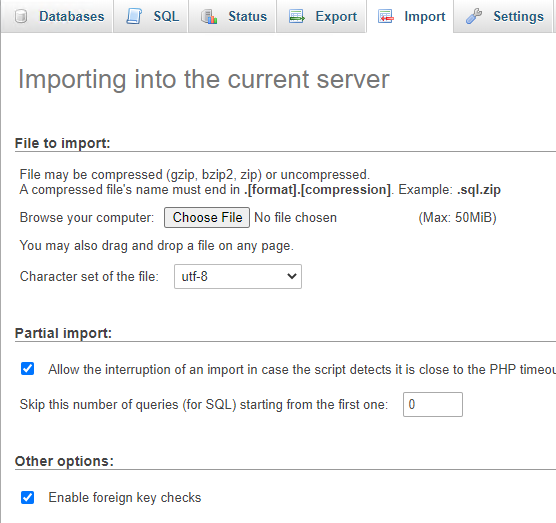 Databases SQL Status Export Import Settings
Importing into the current server
File to import:
File may be compressed (gzip, bzip2, zip) or uncompressed.
A compressed file's name must end in .[format].[compression]. Example: .sql.zip
Browse your computer: Choose File No file chosen (Max: 50MiB)
You may also drag and drop a file on any page.
Character set of the file: utf-8
Partial import:
Allow the interruption of an import in case the script detects it is close to the PHP timeou
Skip this number of queries (for SQL) starting from the first one: 0
Other options:
Enable foreign key checks